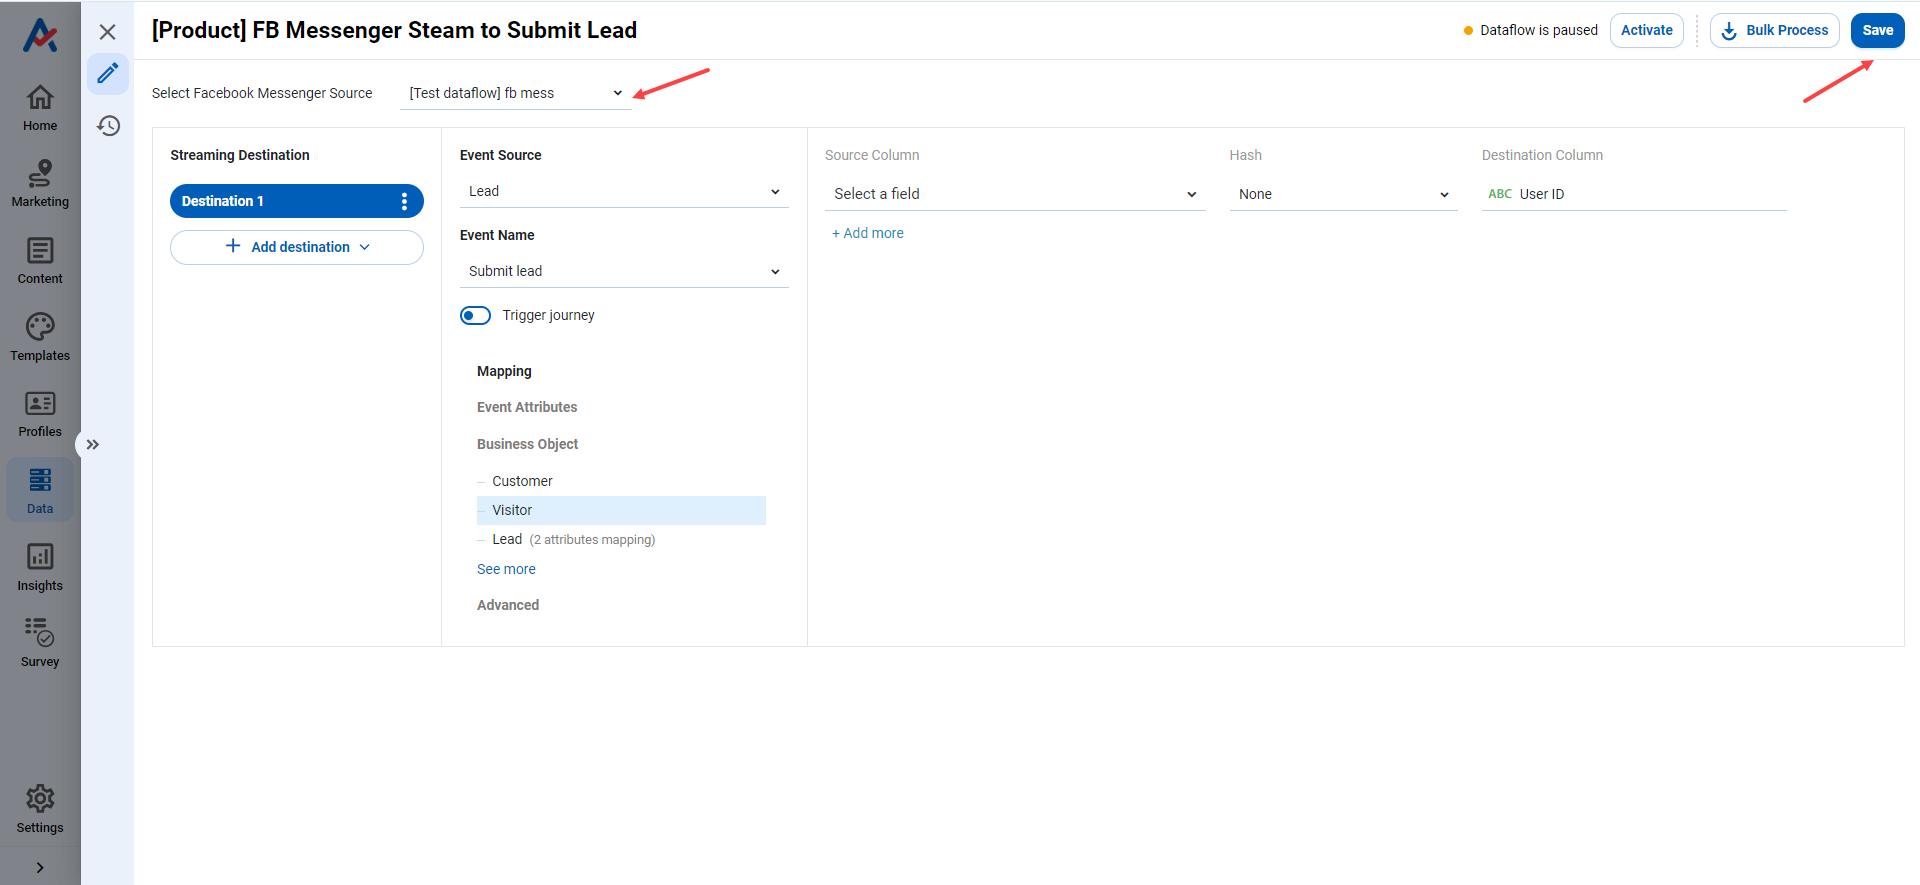 [Product] FB Messenger Steam to Submit Lead
Dataflow is paused
Activate
Bulk Process
Save
Home
Marketing
Content
Templates
Profiles
Data
Insights
Survey
Settings
Select Facebook Messenger Source
[Test dataflow] fb mess
Streaming Destination
Destination 1
Add destination
Event Source
Lead
Event Name
Submit lead
Trigger journey
Mapping
Event Attributes
Business Object
Customer
Visitor
Lead (2 attributes mapping)
See more
Advanced
Source Column
Hash
Destination Column
Select a field
None
ABC User ID
+ Add more